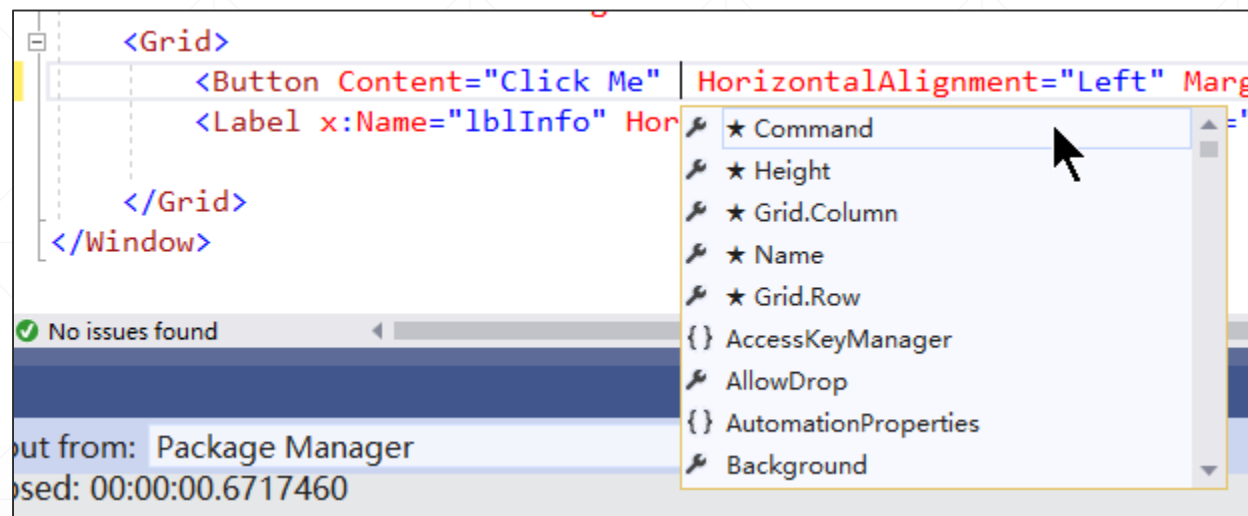 <Grid>
<Button Content="Click Me" HorizontalAlignment="Left"
<Label x:Name="lblInfo" Hor ="
★ Command
★ Height
</Grid>
★ Grid.Column
</Window>
★ Name
★ Grid.Row
No issues found
{} AccessKeyManager
AllowDrop
{} AutomationProperties
out from: Package Manager
Background
osed: 00:00:00.6717460